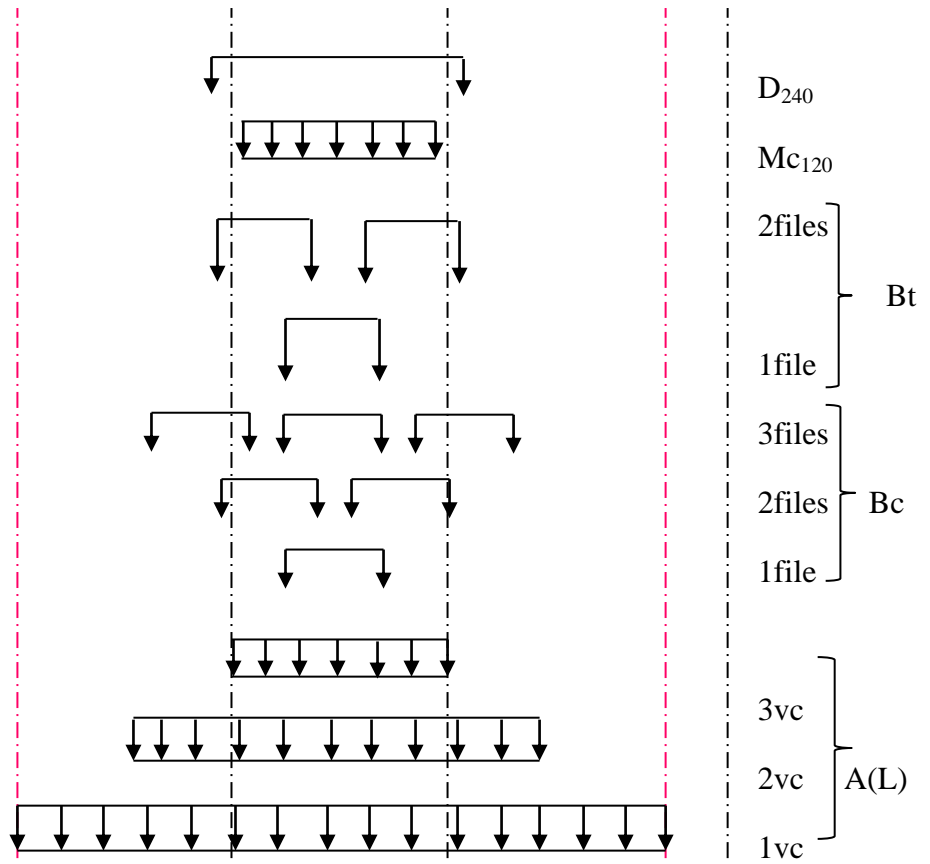 D₂₄₀
Mc₁₂₀
2files
Bt
1file
3files
2files
Bc
1file
3vc
2vc
A(L)
1vc